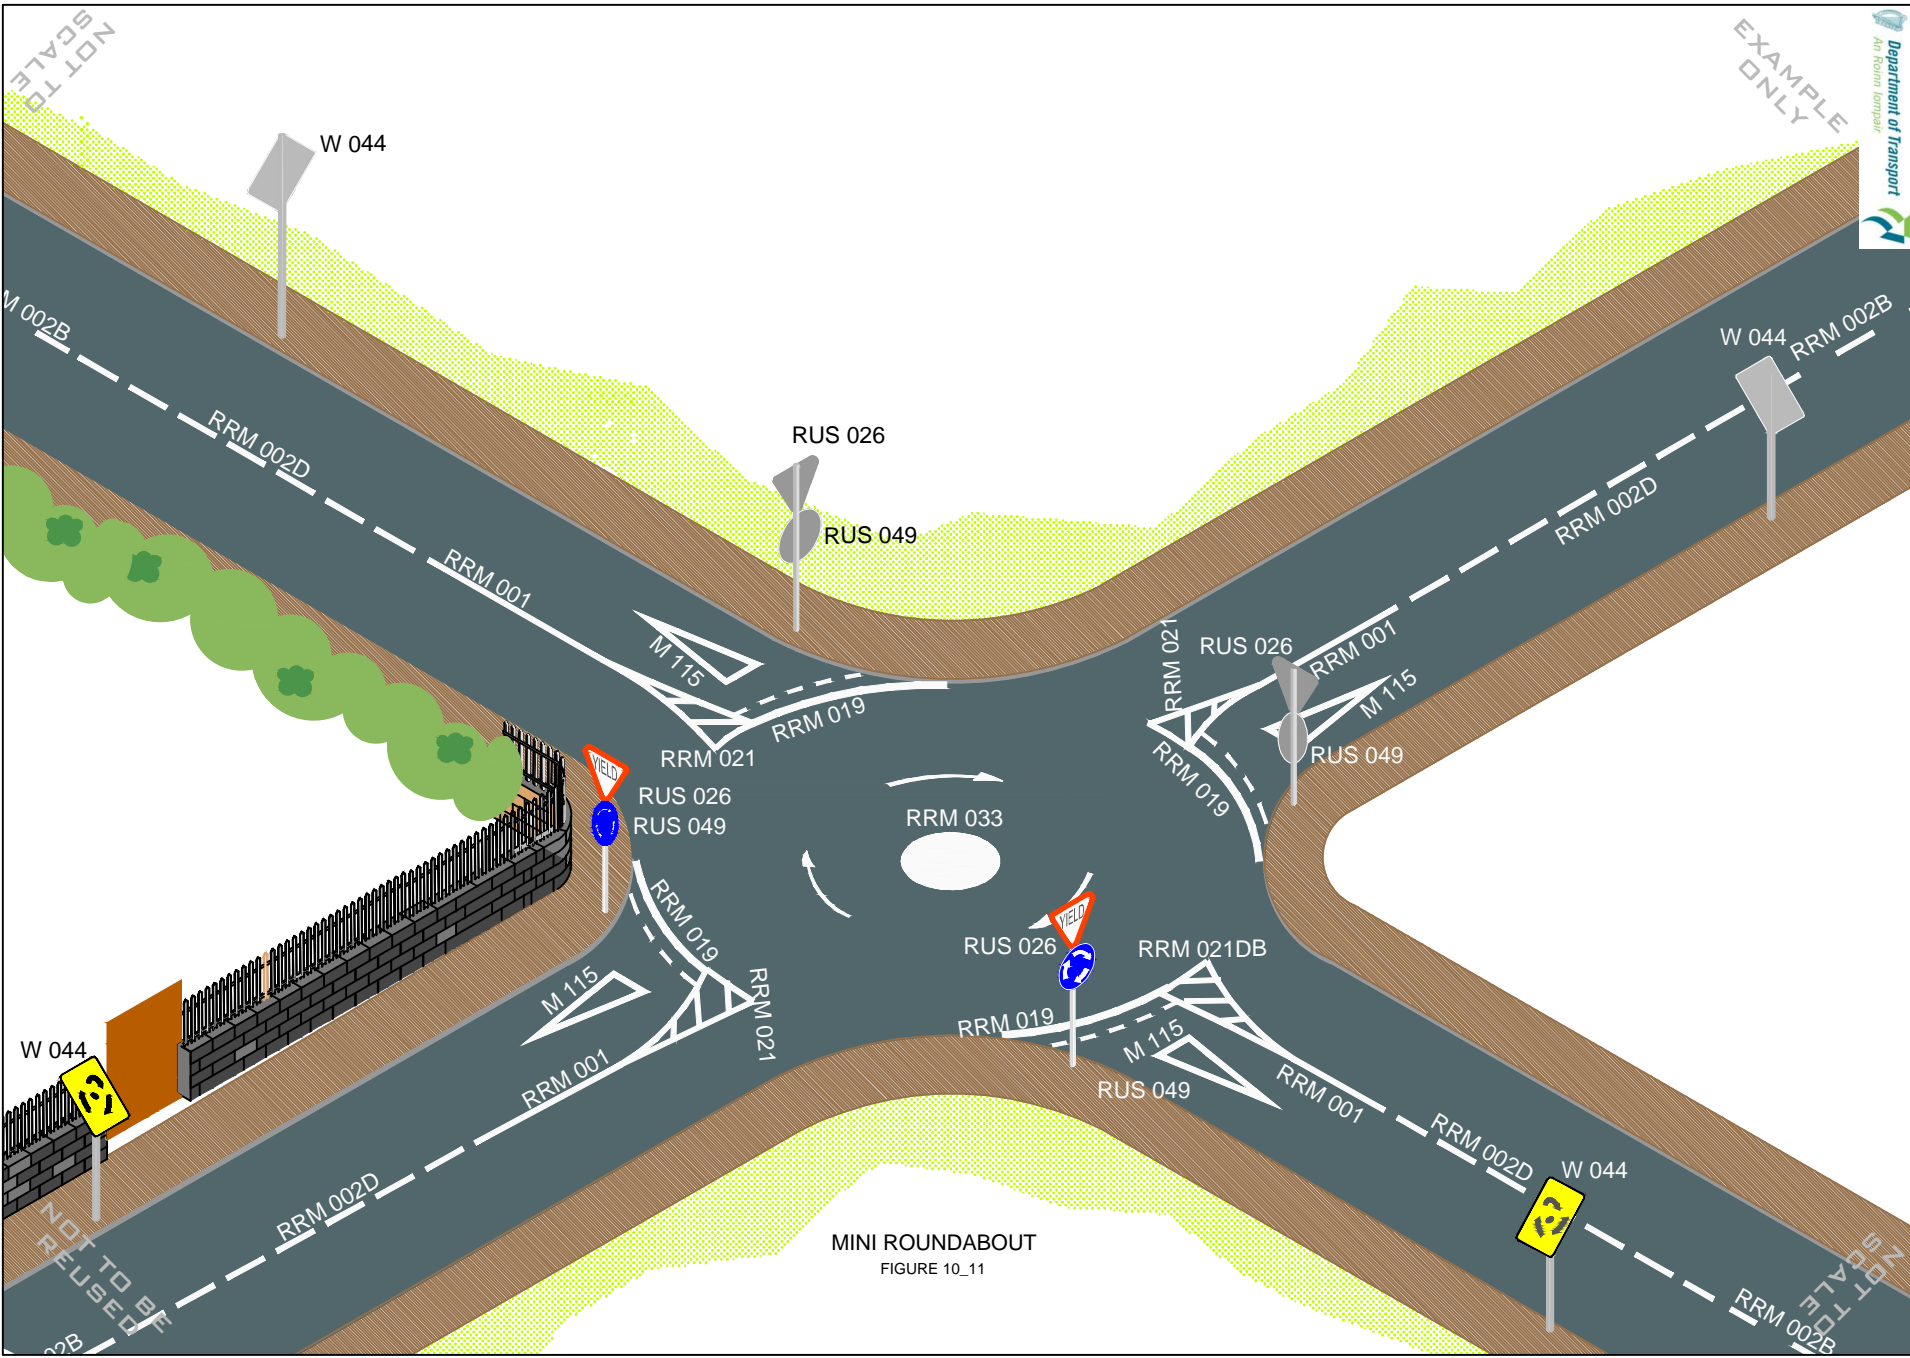 NOT TO
SCALE
EXAMPLE
ONLY
Department of Transport
An Roinn Iompair
W 044
M 002B
RRM 002D
RUS 026
RUS 049
RRM 001
M 115
RRM 019
RRM 021
W 044
RRM 002B
RRM 002D
RRM 021
RUS 026
RRM 001
M 115
RUS 049
RRM 019
YIELD
RUS 026
RUS 049
RRM 033
RRM 019
M 115
RRM 021
RRM 001
RRM 002D
W 044
02B
NOT TO BE
REUSED
YIELD
RUS 026
RRM 021DB
RRM 019
M 115
RUS 049
RRM 001
RRM 002D
W 044
RRM 002B
NOT TO
SCALE
MINI ROUNDABOUT
FIGURE 10_11